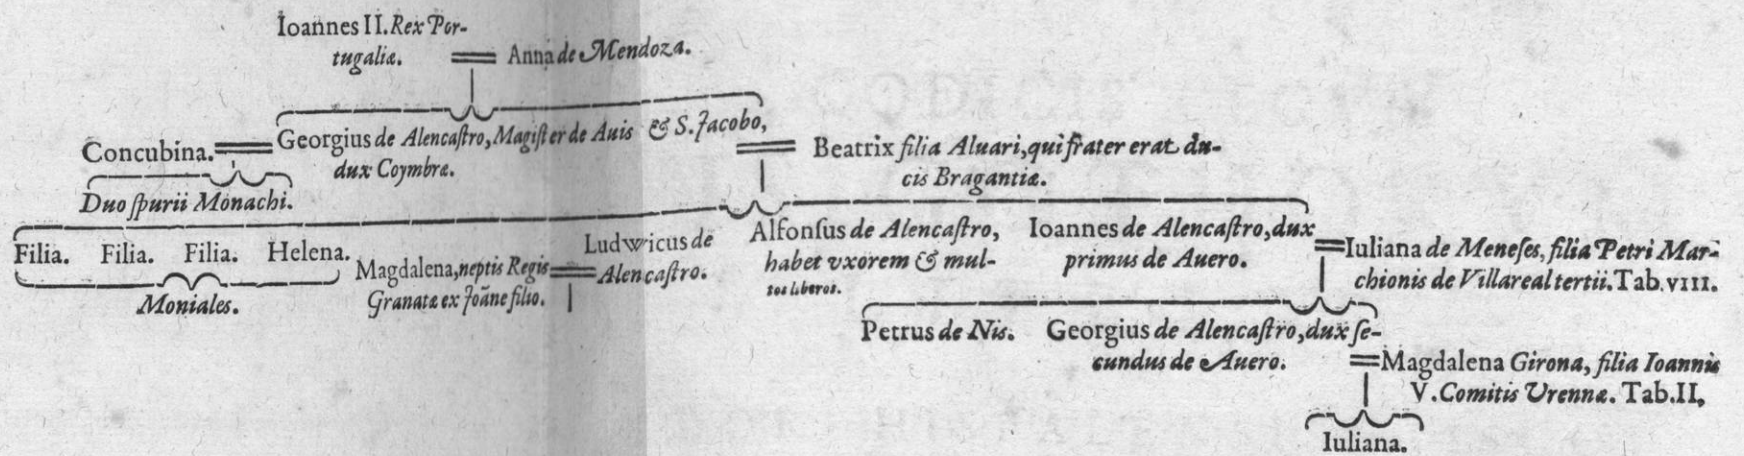 Ioannes II. Rex Por-
tugaliæ.
Anna de Mendoza.
Concubina.
Georgius de Alencaſtro, Magiſter de Auis & S. Jacobo,
dux Coymbræ.
Beatrix filia Aluari, qui frater erat du-
cis Bragantiæ.
Duo ſpurii Monachi.
Filia. Filia. Filia. Helena.
Moniales.
Magdalena, neptis Regis
Granatæ ex Joãne filio.
Ludwicus de
Alencaſtro.
Alfonſus de Alencaſtro,
habet vxorem & mul-
tos liberos.
Ioannes de Alencaſtro, dux
primus de Auero.
Iuliana de Meneſes, filia Petri Mar-
chionis de Villareal tertii. Tab. VIII.
Petrus de Nis.
Georgius de Alencaſtro, dux ſe-
cundus de Auero.
Magdalena Girona, filia Ioannis
V. Comitis Vrennæ. Tab. II,
Iuliana.